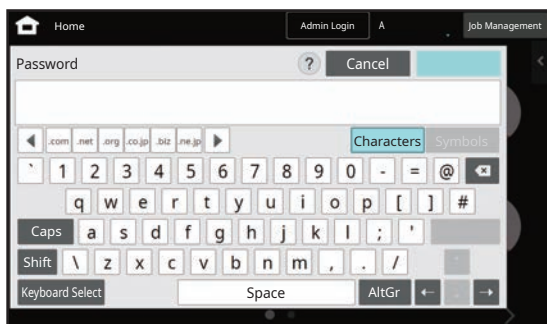 Home Admin Login A Job Management
Password ? Cancel
.com .net .org .co.jp .biz .ne.jp Characters Symbols
` 1 2 3 4 5 6 7 8 9 0 - = @
q w e r t y u i o p [ ] #
Caps a s d f g h j k l ; '
Shift \ z x c v b n m , . /
Keyboard Select Space AltGr ← →